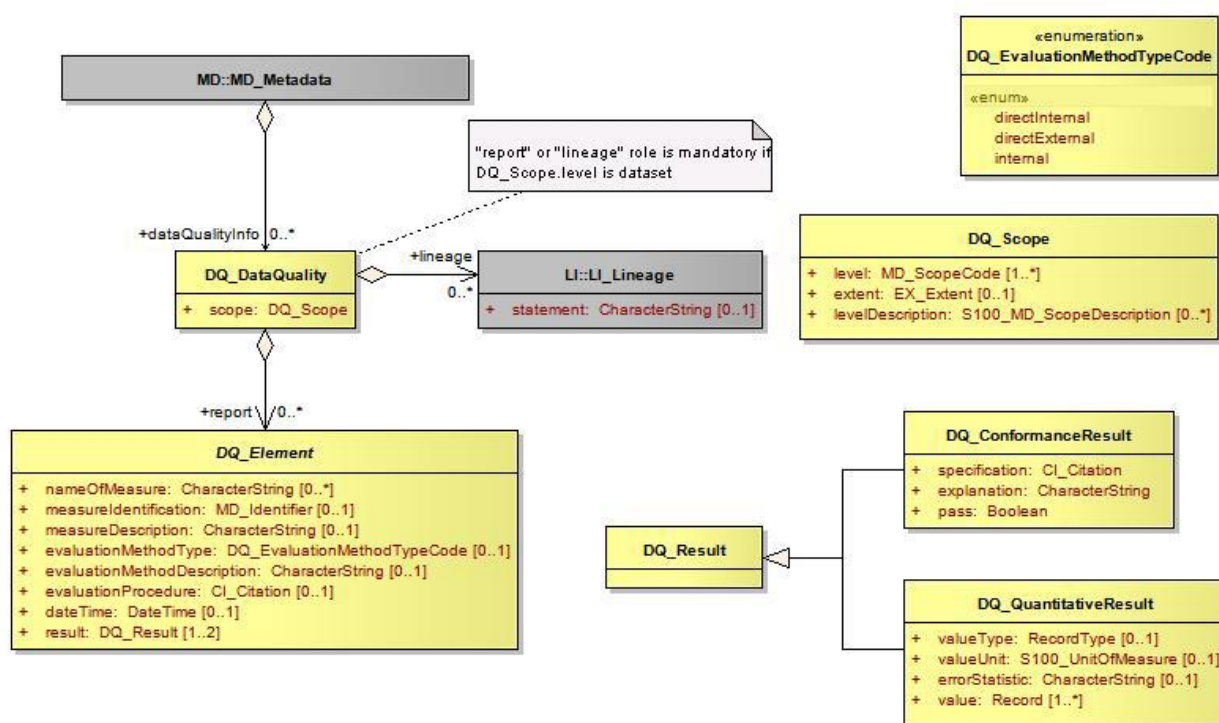 MD::MD_Metadata
«enumeration»
DQ_EvaluationMethodTypeCode
«enum»
directInternal
directExternal
internal
"report" or "lineage" role is mandatory if
DQ_Scope.level is dataset
+dataQualityInfo 0..*
DQ_DataQuality
+ scope: DQ_Scope
+lineage
0..*
LI::LI_Lineage
+ statement: CharacterString [0..1]
DQ_Scope
+ level: MD_ScopeCode [1..*]
+ extent: EX_Extent [0..1]
+ levelDescription: S100_MD_ScopeDescription [0..*]
+report 0..*
DQ_Element
+ nameOfMeasure: CharacterString [0..*]
+ measureIdentification: MD_Identifier [0..1]
+ measureDescription: CharacterString [0..1]
+ evaluationMethodType: DQ_EvaluationMethodTypeCode [0..1]
+ evaluationMethodDescription: CharacterString [0..1]
+ evaluationProcedure: CI_Citation [0..1]
+ dateTime: DateTime [0..1]
+ result: DQ_Result [1..2]
DQ_Result
DQ_ConformanceResult
+ specification: CI_Citation
+ explanation: CharacterString
+ pass: Boolean
DQ_QuantitativeResult
+ valueType: RecordType [0..1]
+ valueUnit: S100_UnitOfMeasure [0..1]
+ errorStatistic: CharacterString [0..1]
+ value: Record [1..*]